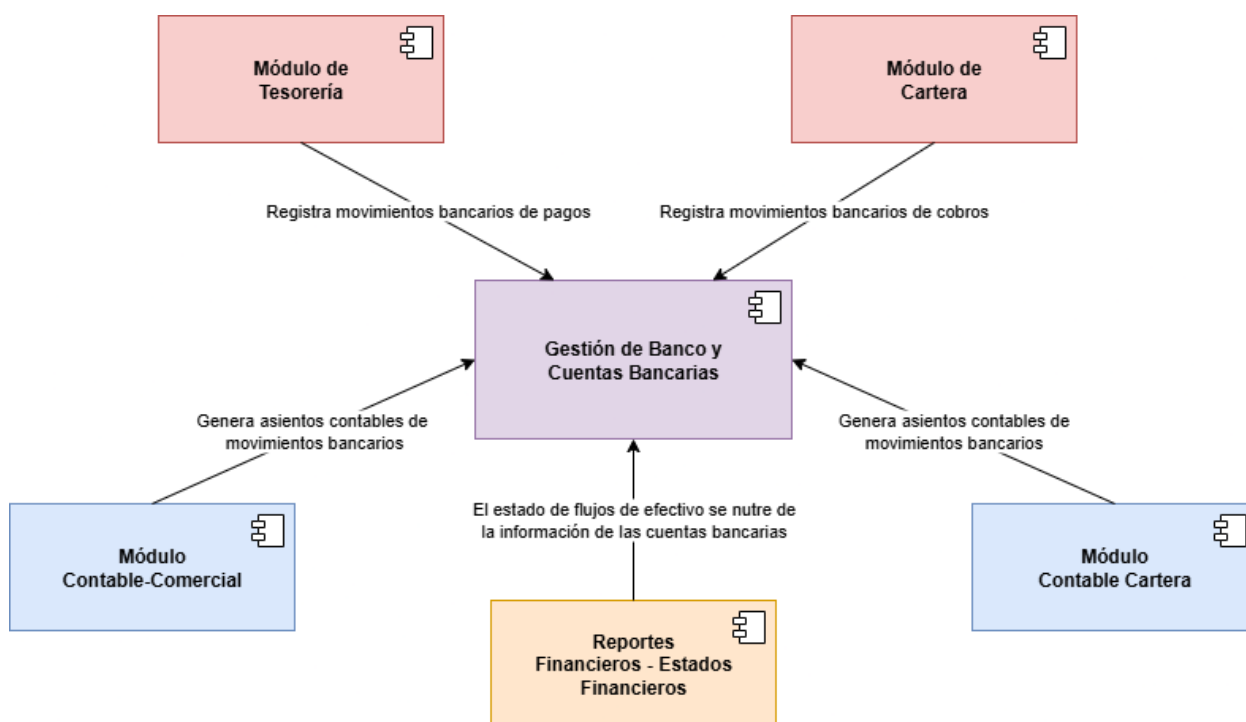 Módulo de
Tesorería
Módulo de
Cartera
Registra movimientos bancarios de pagos
Registra movimientos bancarios de cobros
Gestión de Banco y
Cuentas Bancarias
Genera asientos contables de
movimientos bancarios
Genera asientos contables de
movimientos bancarios
El estado de flujos de efectivo se nutre de
la información de las cuentas bancarias
Módulo
Contable-Comercial
Módulo
Contable Cartera
Reportes
Financieros - Estados
Financieros